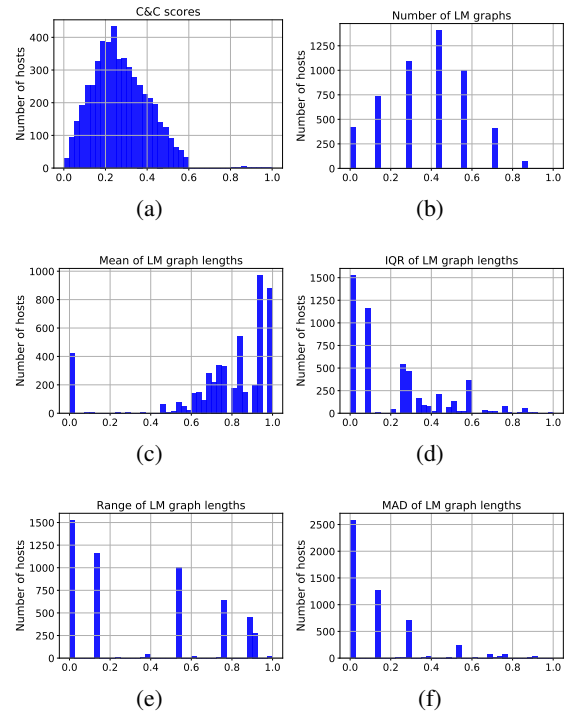 C&C scores
Number of hosts
400
300
200
100
0
0.0 0.2 0.4 0.6 0.8 1.0
(a)
Number of LM graphs
Number of hosts
1250
1000
750
500
250
0
0.0 0.2 0.4 0.6 0.8 1.0
(b)
Mean of LM graph lengths
Number of hosts
1000
800
600
400
200
0
0.0 0.2 0.4 0.6 0.8 1.0
(c)
IQR of LM graph lengths
Number of hosts
1500
1250
1000
750
500
250
0
0.0 0.2 0.4 0.6 0.8 1.0
(d)
Range of LM graph lengths
Number of hosts
1500
1250
1000
750
500
250
0
0.0 0.2 0.4 0.6 0.8 1.0
(e)
MAD of LM graph lengths
Number of hosts
2500
2000
1500
1000
500
0
0.0 0.2 0.4 0.6 0.8 1.0
(f)